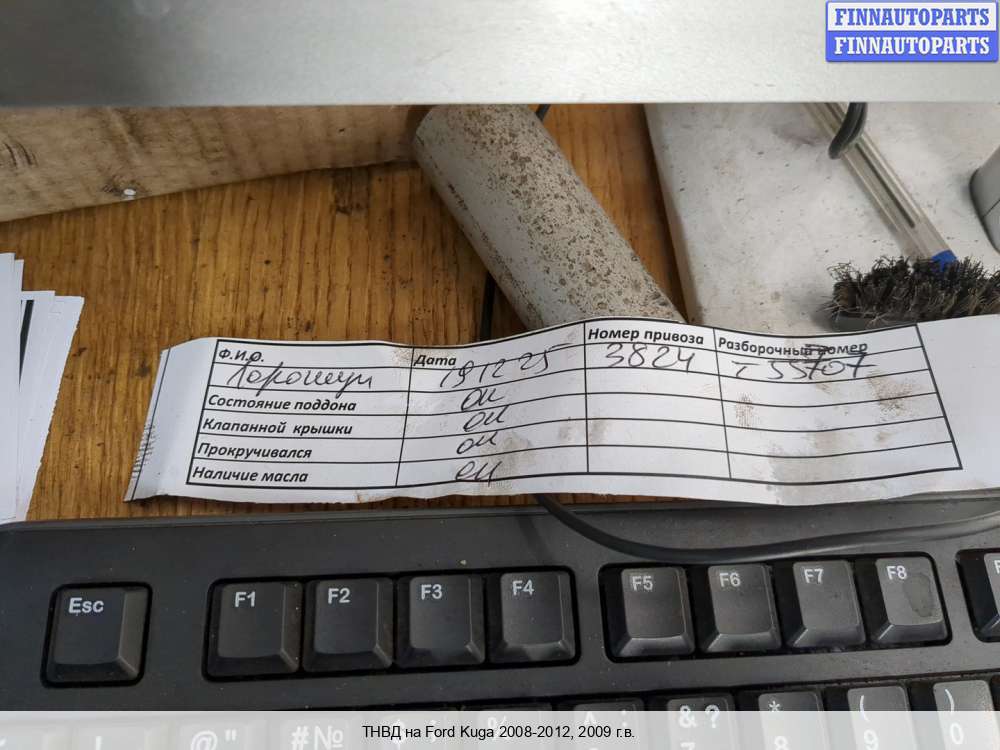 FINNAUTOPARTS
FINNAUTOPARTS
Ф.И.О. Дата Номер привоза Разборочный номер
19 12 25 3824 T 55707
Состояние поддона ок
Клапанной крышки ок
Прокручивался ок
Наличие масла ок
Esc F1 F2 F3 F4 F5 F6 F7 F8
@ " # № & ? * ( )
ТНВД на Ford Kuga 2008-2012, 2009 г.в.